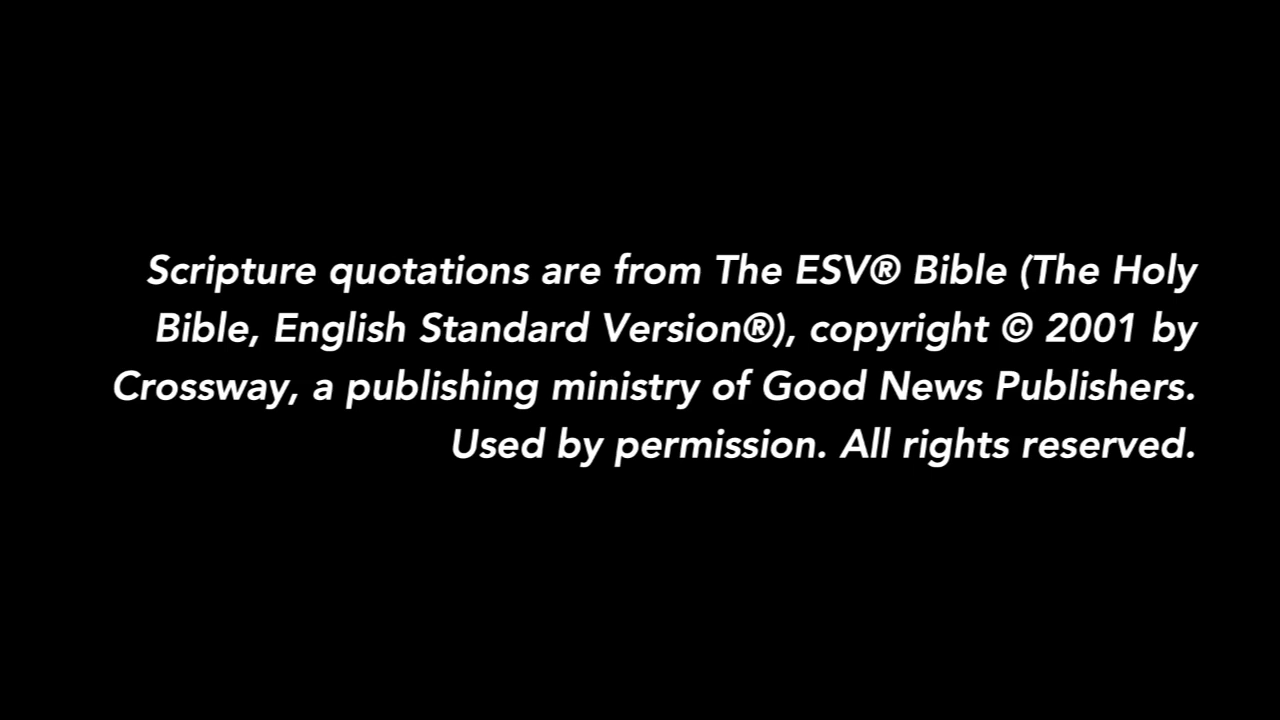 Scripture quotations are from The ESV® Bible (The Holy
Bible, English Standard Version®), copyright © 2001 by
Crossway, a publishing ministry of Good News Publishers.
Used by permission. All rights reserved.